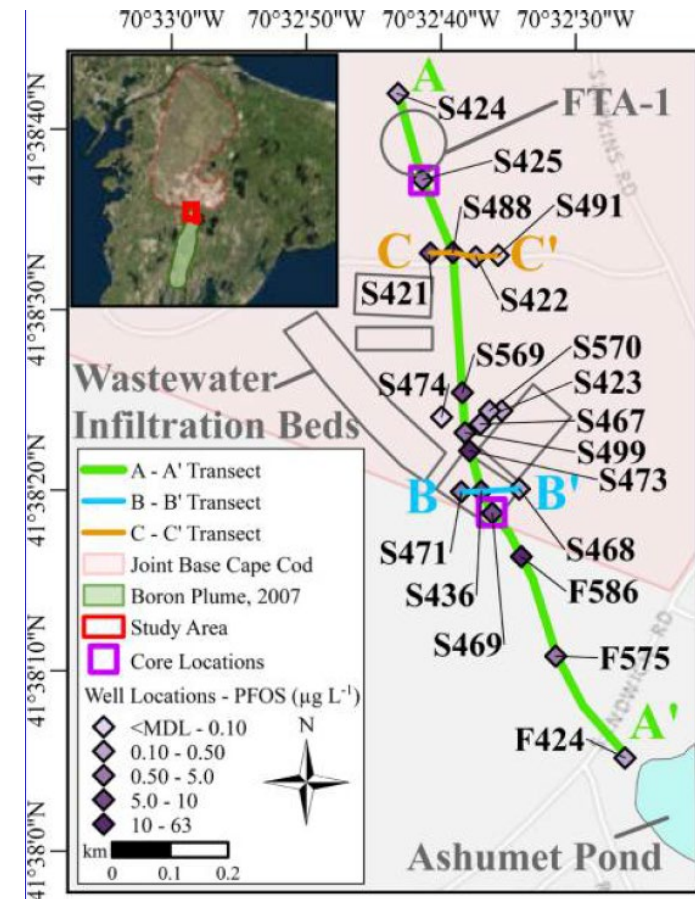 70°33'0"W 70°32'50"W 70°32'40"W 70°32'30"W
41°38'40"N
41°38'30"N
41°38'20"N
41°38'10"N
41°38'0"N
A
S424
FTA-1
S425
S488
S491
C
C'
S421
S422
S569
S570
S474
S423
Wastewater
Infiltration Beds
S467
S499
S473
B
B'
S471
S468
S436
F586
S469
F575
F424
A'
Ashumet Pond
A - A' Transect
B - B' Transect
C - C' Transect
Joint Base Cape Cod
Boron Plume, 2007
Study Area
Core Locations
Well Locations - PFOS (µg L⁻¹)
<MDL - 0.10
0.10 - 0.50
0.50 - 5.0
5.0 - 10
10 - 63
N
km
0 0.1 0.2